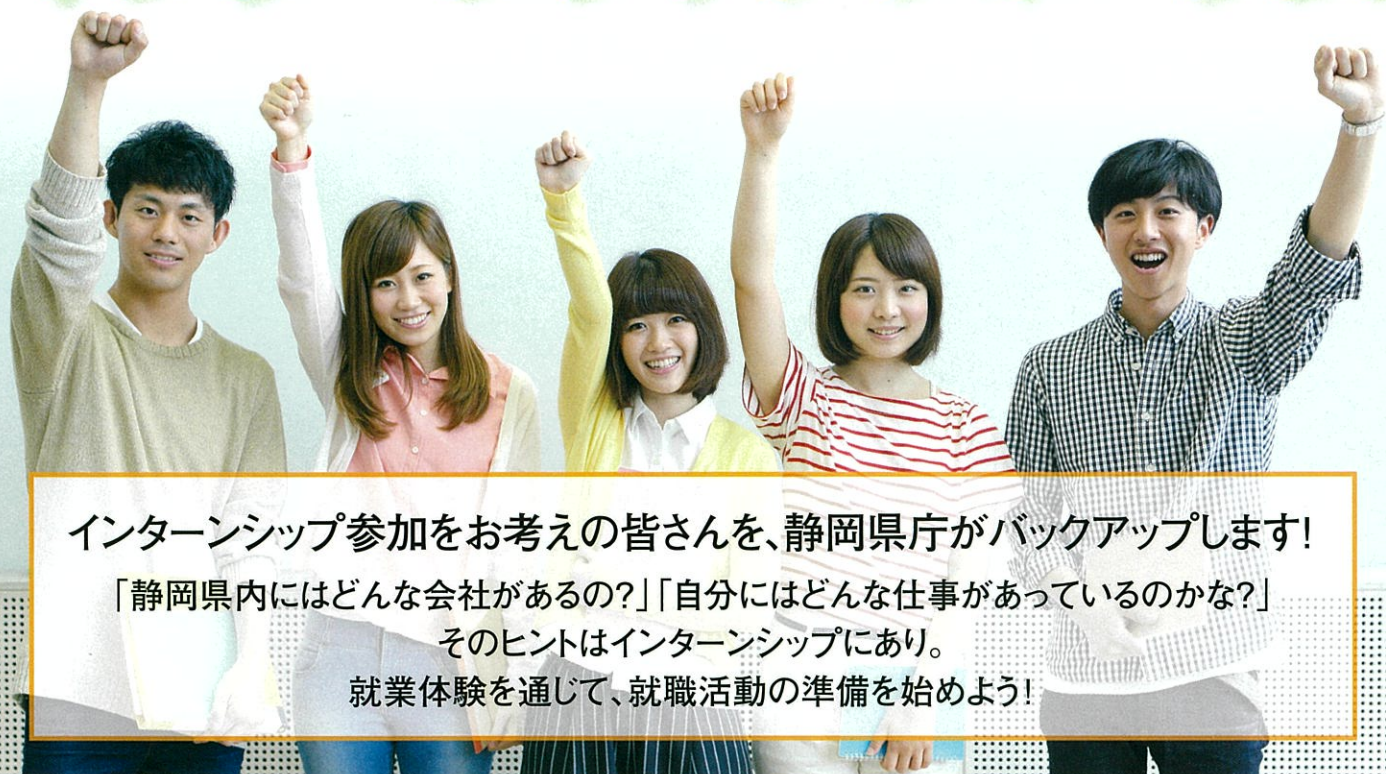 インターンシップ参加をお考えの皆さんを、静岡県庁がバックアップします!
「静岡県内にはどんな会社があるの?」「自分にはどんな仕事があっているのかな?」
そのヒントはインターンシップにあり。
就業体験を通じて、就職活動の準備を始めよう!